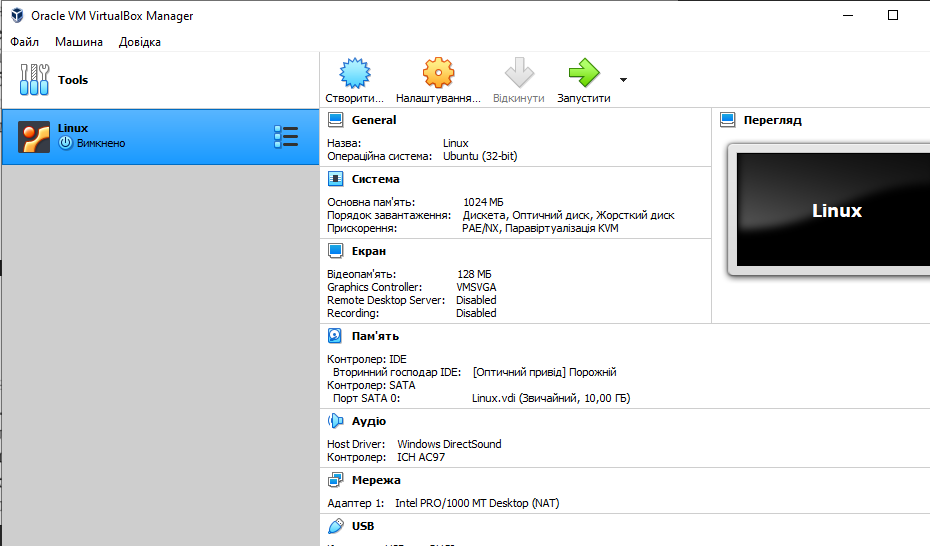 Oracle VM VirtualBox Manager
Файл Машина Довідка
Tools
Створити... Налаштування... Відкинути Запустити
Linux
Вимкнено
General
Назва: Linux
Операційна система: Ubuntu (32-bit)
Система
Основна пам'ять: 1024 МБ
Порядок завантаження: Дискета, Оптичний диск, Жорсткий диск
Прискорення: PAE/NX, Паравіртуалізація KVM
Екран
Відеопам'ять: 128 МБ
Graphics Controller: VMSVGA
Remote Desktop Server: Disabled
Recording: Disabled
Перегляд
Linux
Пам'ять
Контролер: IDE
Вторинний господар IDE: [Оптичний привід] Порожній
Контролер: SATA
Порт SATA 0: Linux.vdi (Звичайний, 10,00 ГБ)
Аудіо
Host Driver: Windows DirectSound
Контролер: ICH AC97
Мережа
Адаптер 1: Intel PRO/1000 MT Desktop (NAT)
USB